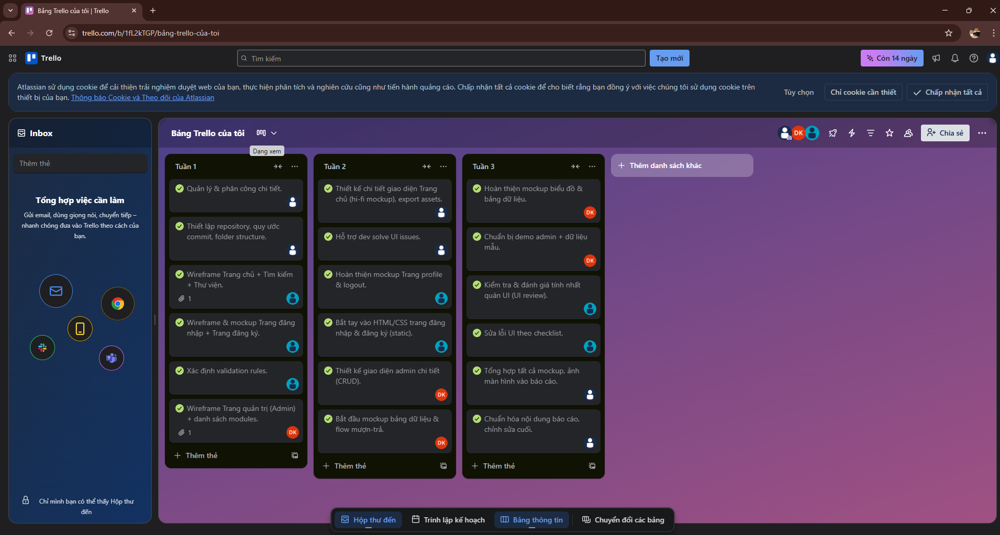 Bảng Trello của tôi | Trello
trello.com/b/1fL2kTGP/bảng-trello-của-toi
Trello
Tìm kiếm
Tạo mới
Còn 14 ngày
Atlassian sử dụng cookie để cải thiện trải nghiệm duyệt web của bạn, thực hiện phân tích và nghiên cứu cũng như tiến hành quảng cáo. Chấp nhận tất cả cookie để cho biết rằng bạn đồng ý với việc chúng tôi sử dụng cookie trên
thiết bị của bạn. Thông báo Cookie và Theo dõi của Atlassian
Tùy chọn
Chỉ cookie cần thiết
Chấp nhận tất cả
Inbox
Thêm thẻ
Tổng hợp việc cần làm
Gửi email, dùng giọng nói, chuyển tiếp –
nhanh chóng đưa vào Trello theo cách của
bạn.
Chỉ mình bạn có thể thấy Hộp thư
đến
Bảng Trello của tôi
Dạng xem
DK
Chia sẻ
Tuần 1
Quản lý & phân công chi tiết.
Thiết lập repository, quy ước
commit, folder structure.
Wireframe Trang chủ + Tìm kiếm
+ Thư viện.
1
Wireframe & mockup Trang đăng
nhập + Trang đăng ký.
Xác định validation rules.
Wireframe Trang quản trị (Admin)
+ danh sách modules.
1
DK
Thêm thẻ
Tuần 2
Thiết kế chi tiết giao diện Trang
chủ (hi-fi mockup), export assets.
Hỗ trợ dev solve UI issues.
Hoàn thiện mockup Trang profile
& logout.
Bắt tay vào HTML/CSS trang đăng
nhập & đăng ký (static).
Thiết kế giao diện admin chi tiết
(CRUD).
DK
Bắt đầu mockup bảng dữ liệu &
flow mượn-trả.
DK
Thêm thẻ
Tuần 3
Hoàn thiện mockup biểu đồ &
bảng dữ liệu.
DK
Chuẩn bị demo admin + dữ liệu
mẫu.
DK
Kiểm tra & đánh giá tính nhất
quán UI (UI review).
Sửa lỗi UI theo checklist.
Tổng hợp tất cả mockup, ảnh
màn hình vào báo cáo.
Chuẩn hóa nội dung báo cáo,
chỉnh sửa cuối.
Thêm thẻ
Thêm danh sách khác
Hộp thư đến
Trình lập kế hoạch
Bảng thông tin
Chuyển đổi các bảng